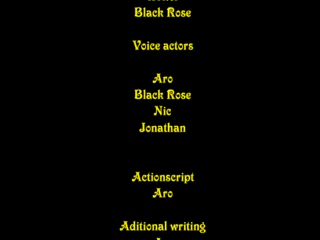 Black Rose
Voice actors
Aro
Black Rose
Nic
Jonathan
Actionscript
Aro
Aditional writing